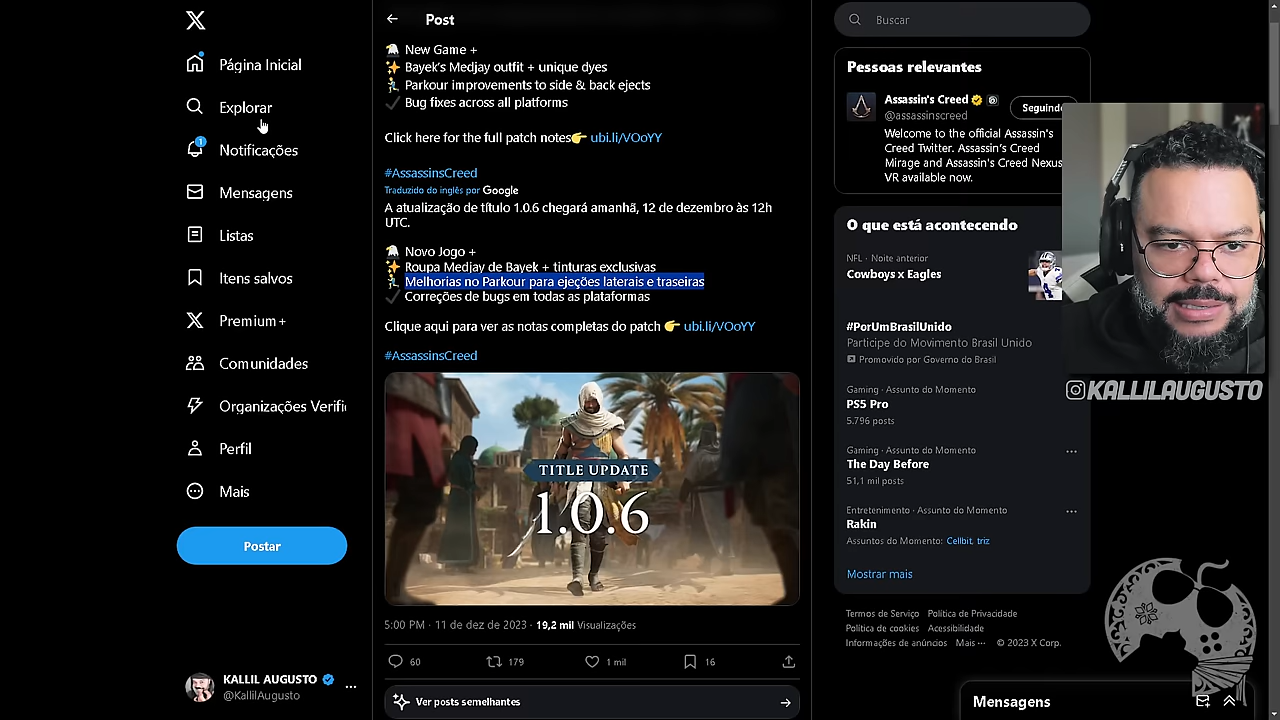 Página Inicial
Explorar
1
Notificações
Mensagens
Listas
Itens salvos
Premium+
Comunidades
Organizações Verifi
Perfil
Mais
Postar
KALLIL AUGUSTO
@KallilAugusto
Post
New Game +
Bayek's Medjay outfit + unique dyes
Parkour improvements to side & back ejects
Bug fixes across all platforms
Click here for the full patch notes👉 ubi.li/VOoYY
#AssassinsCreed
Traduzido do inglês por Google
A atualização de título 1.0.6 chegará amanhã, 12 de dezembro às 12h
UTC.
Novo Jogo +
Roupa Medjay de Bayek + tinturas exclusivas
Melhorias no Parkour para ejeções laterais e traseiras
Correções de bugs em todas as plataformas
Clique aqui para ver as notas completas do patch 👉 ubi.li/VOoYY
#AssassinsCreed
TITLE UPDATE
1.0.6
5:00 PM · 11 de dez de 2023 · 19,2 mil Visualizações
60 179 1 mil 16
Ver posts semelhantes
Buscar
Pessoas relevantes
Assassin's Creed
Seguindo
@assassinscreed
Welcome to the official Assassin's
Creed Twitter. Assassin's Creed
Mirage and Assassin's Creed Nexus
VR available now.
O que está acontecendo
NFL · Noite anterior
Cowboys x Eagles
#PorUmBrasilUnido
Participe do Movimento Brasil Unido
Promovido por Governo do Brasil
Gaming · Assunto do Momento
PS5 Pro
5.796 posts
Gaming · Assunto do Momento
The Day Before
51,1 mil posts
Entretenimento · Assunto do Momento
Rakin
Assuntos do Momento: Cellbit, triz
Mostrar mais
Termos de Serviço Política de Privacidade
Política de cookies Acessibilidade
Informações de anúncios Mais ··· © 2023 X Corp.
Mensagens
KALLILAUGUSTO